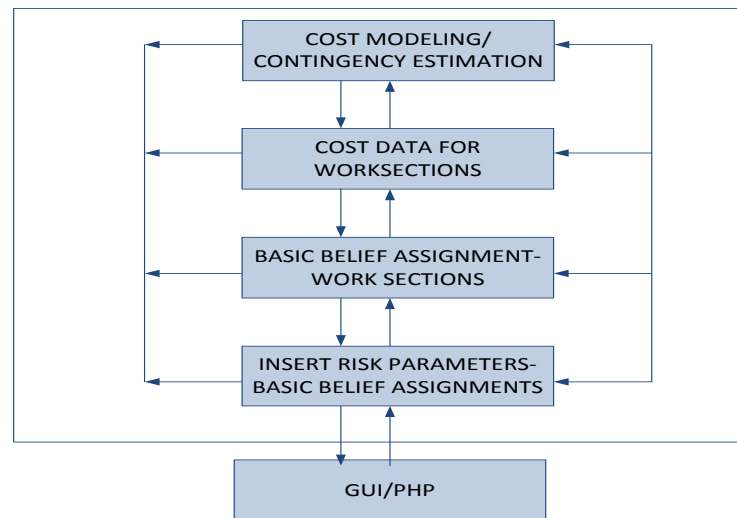 COST MODELING/
CONTINGENCY ESTIMATION
COST DATA FOR
WORKSECTIONS
BASIC BELIEF ASSIGNMENT-
WORK SECTIONS
INSERT RISK PARAMETERS-
BASIC BELIEF ASSIGNMENTS
GUI/PHP